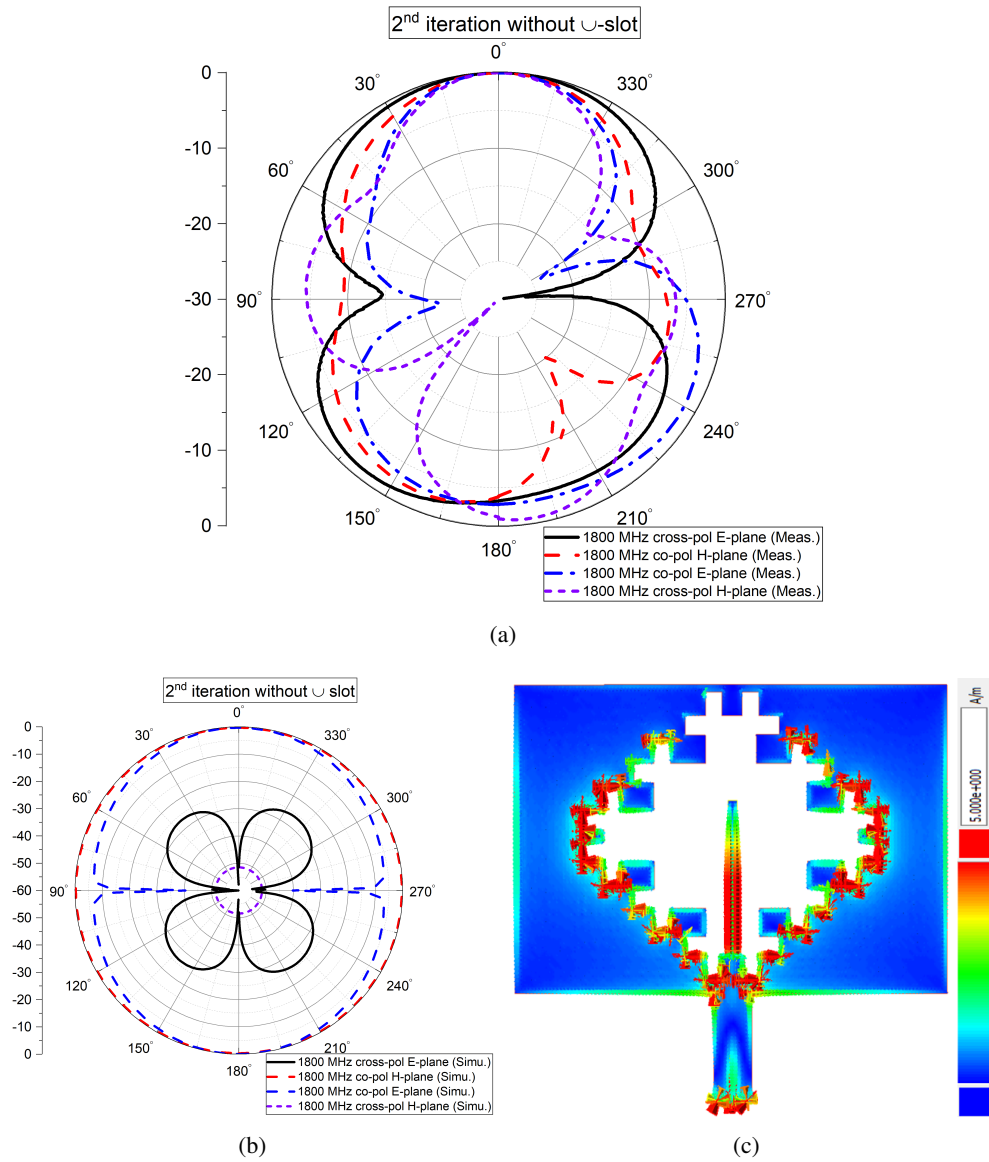 2nd iteration without ∪-slot
0°
30°
330°
60°
300°
90°
270°
120°
240°
150°
210°
180°
0
-10
-20
-30
-20
-10
0
1800 MHz cross-pol E-plane (Meas.)
1800 MHz co-pol H-plane (Meas.)
1800 MHz co-pol E-plane (Meas.)
1800 MHz cross-pol H-plane (Meas.)
(a)
2nd iteration without ∪ slot
0°
30°
330°
60°
300°
90°
270°
120°
240°
150°
210°
180°
0
-10
-20
-30
-40
-50
-60
-50
-40
-30
-20
-10
0
1800 MHz cross-pol E-plane (Simu.)
1800 MHz co-pol H-plane (Simu.)
1800 MHz co-pol E-plane (Simu.)
1800 MHz cross-pol H-plane (Simu.)
(b)
A/m
5.000e+000
(c)